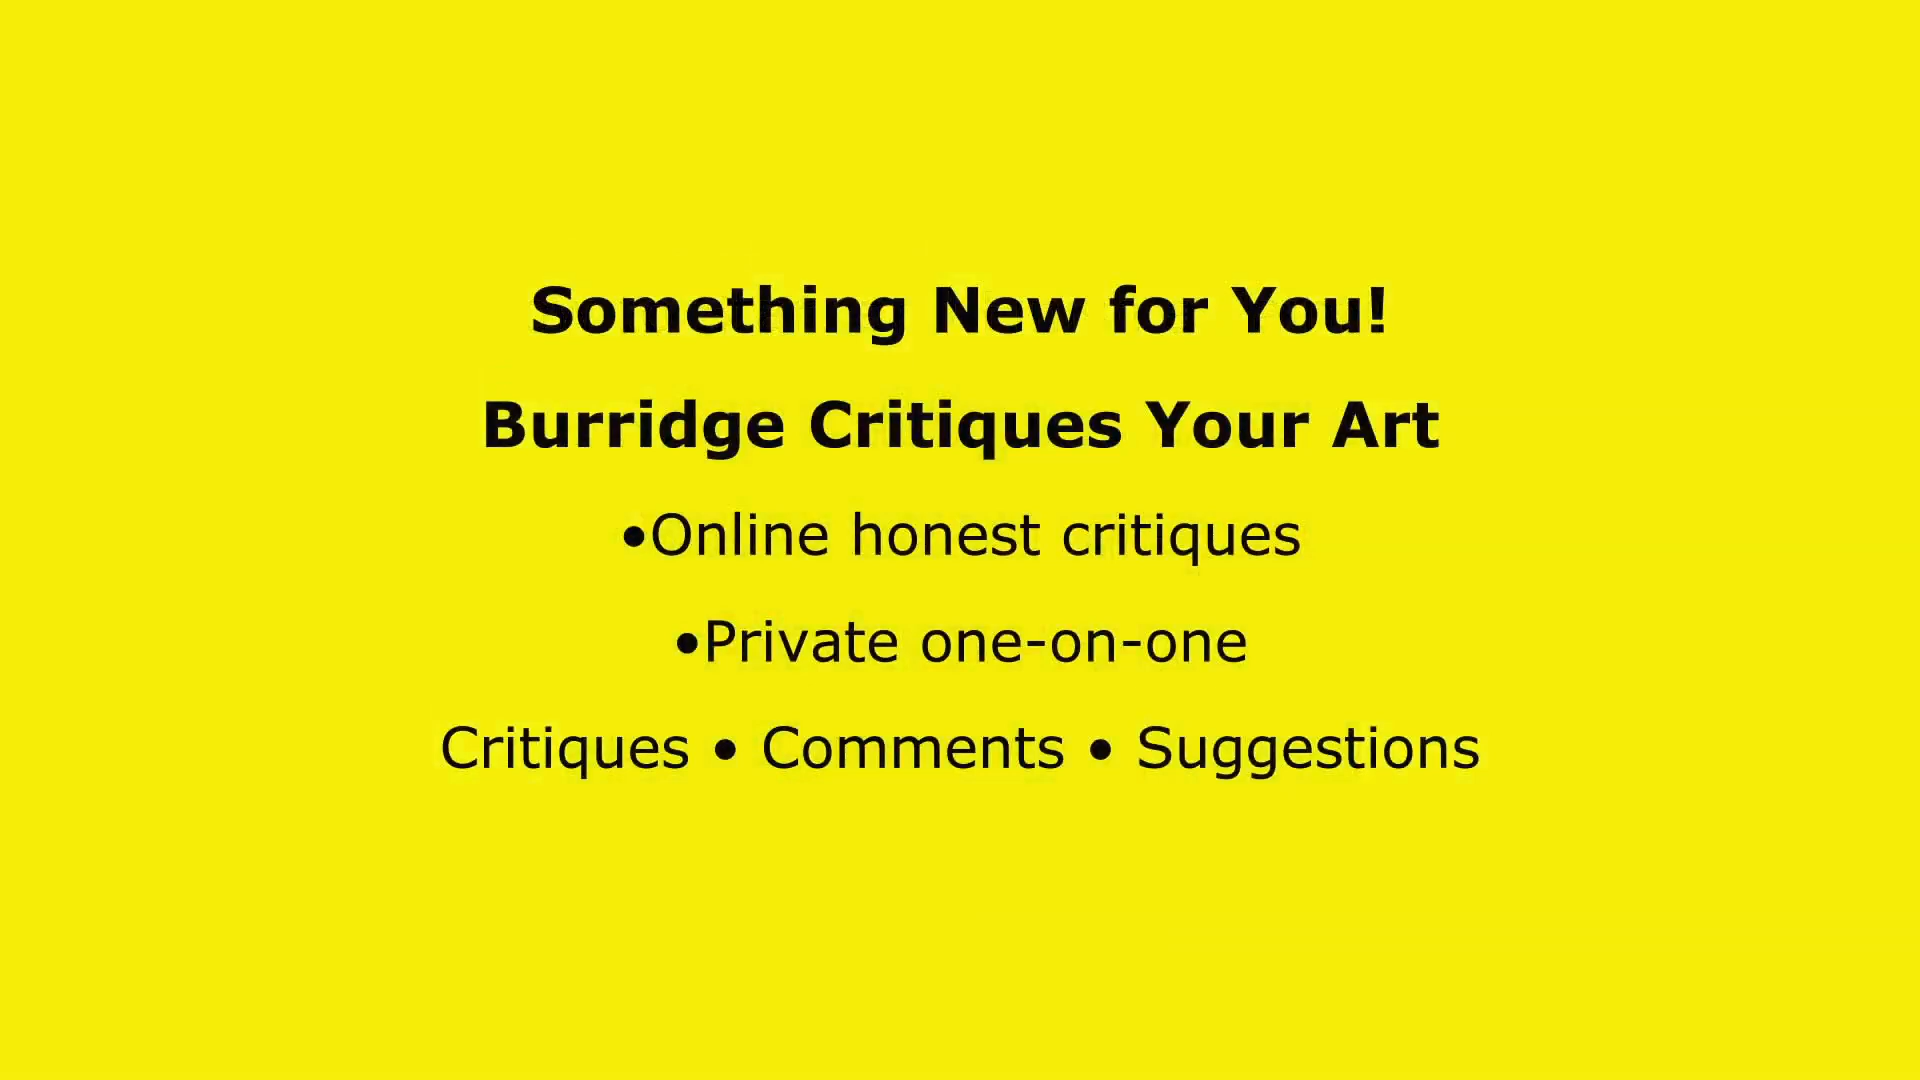 Something New for You!
Burridge Critiques Your Art
•Online honest critiques
•Private one-on-one
Critiques • Comments • Suggestions